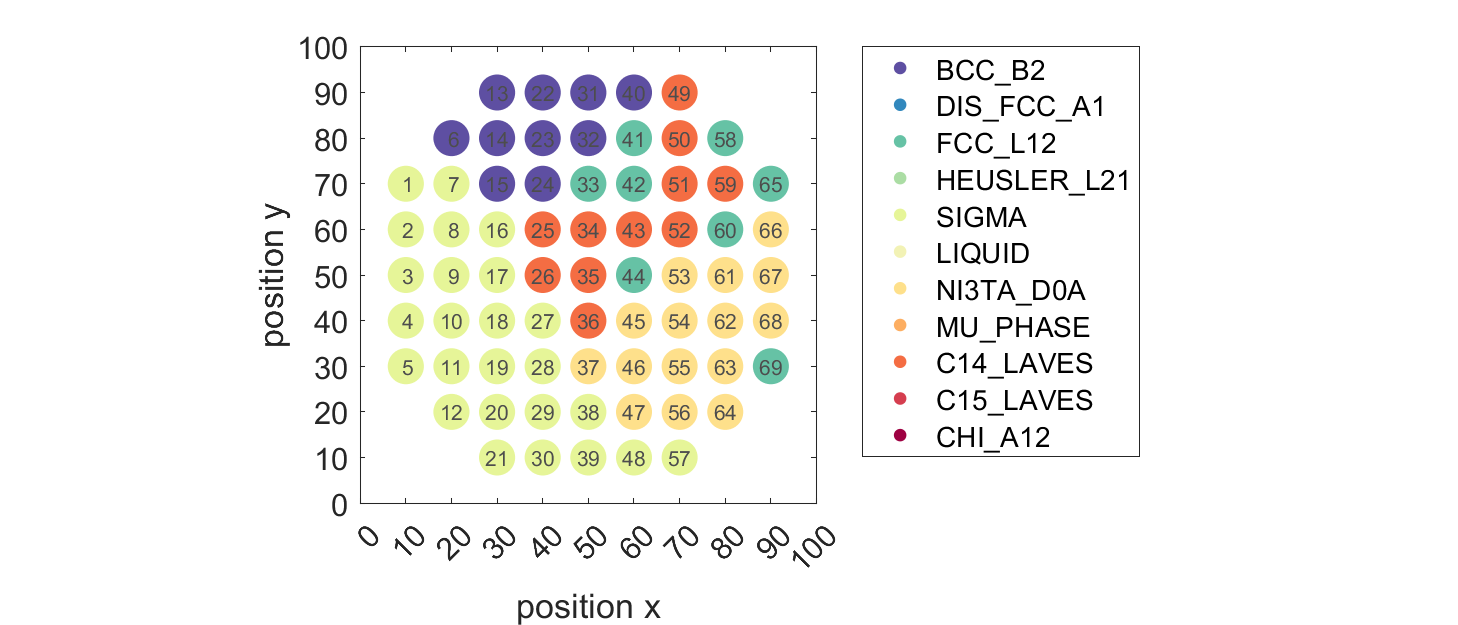 100
90 13 22 31 40 49
80 6 14 23 32 41 50 58
70 1 7 15 24 33 42 51 59 65
60 2 8 16 25 34 43 52 60 66
50 3 9 17 26 35 44 53 61 67
40 4 10 18 27 36 45 54 62 68
30 5 11 19 28 37 46 55 63 69
20 12 20 29 38 47 56 64
10 21 30 39 48 57
0
0 10 20 30 40 50 60 70 80 90 100
position x
position y
BCC_B2
DIS_FCC_A1
FCC_L12
HEUSLER_L21
SIGMA
LIQUID
NI3TA_D0A
MU_PHASE
C14_LAVES
C15_LAVES
CHI_A12